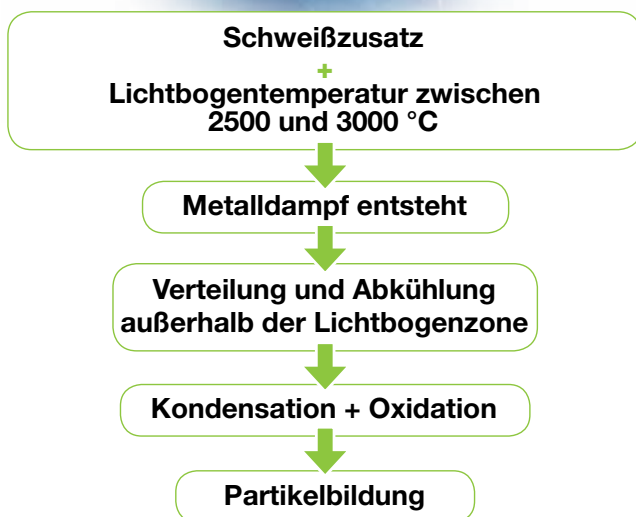 Schweißzusatz
+
Lichtbogentemperatur zwischen
2500 und 3000 °C
Metalldampf entsteht
Verteilung und Abkühlung
außerhalb der Lichtbogenzone
Kondensation + Oxidation
Partikelbildung